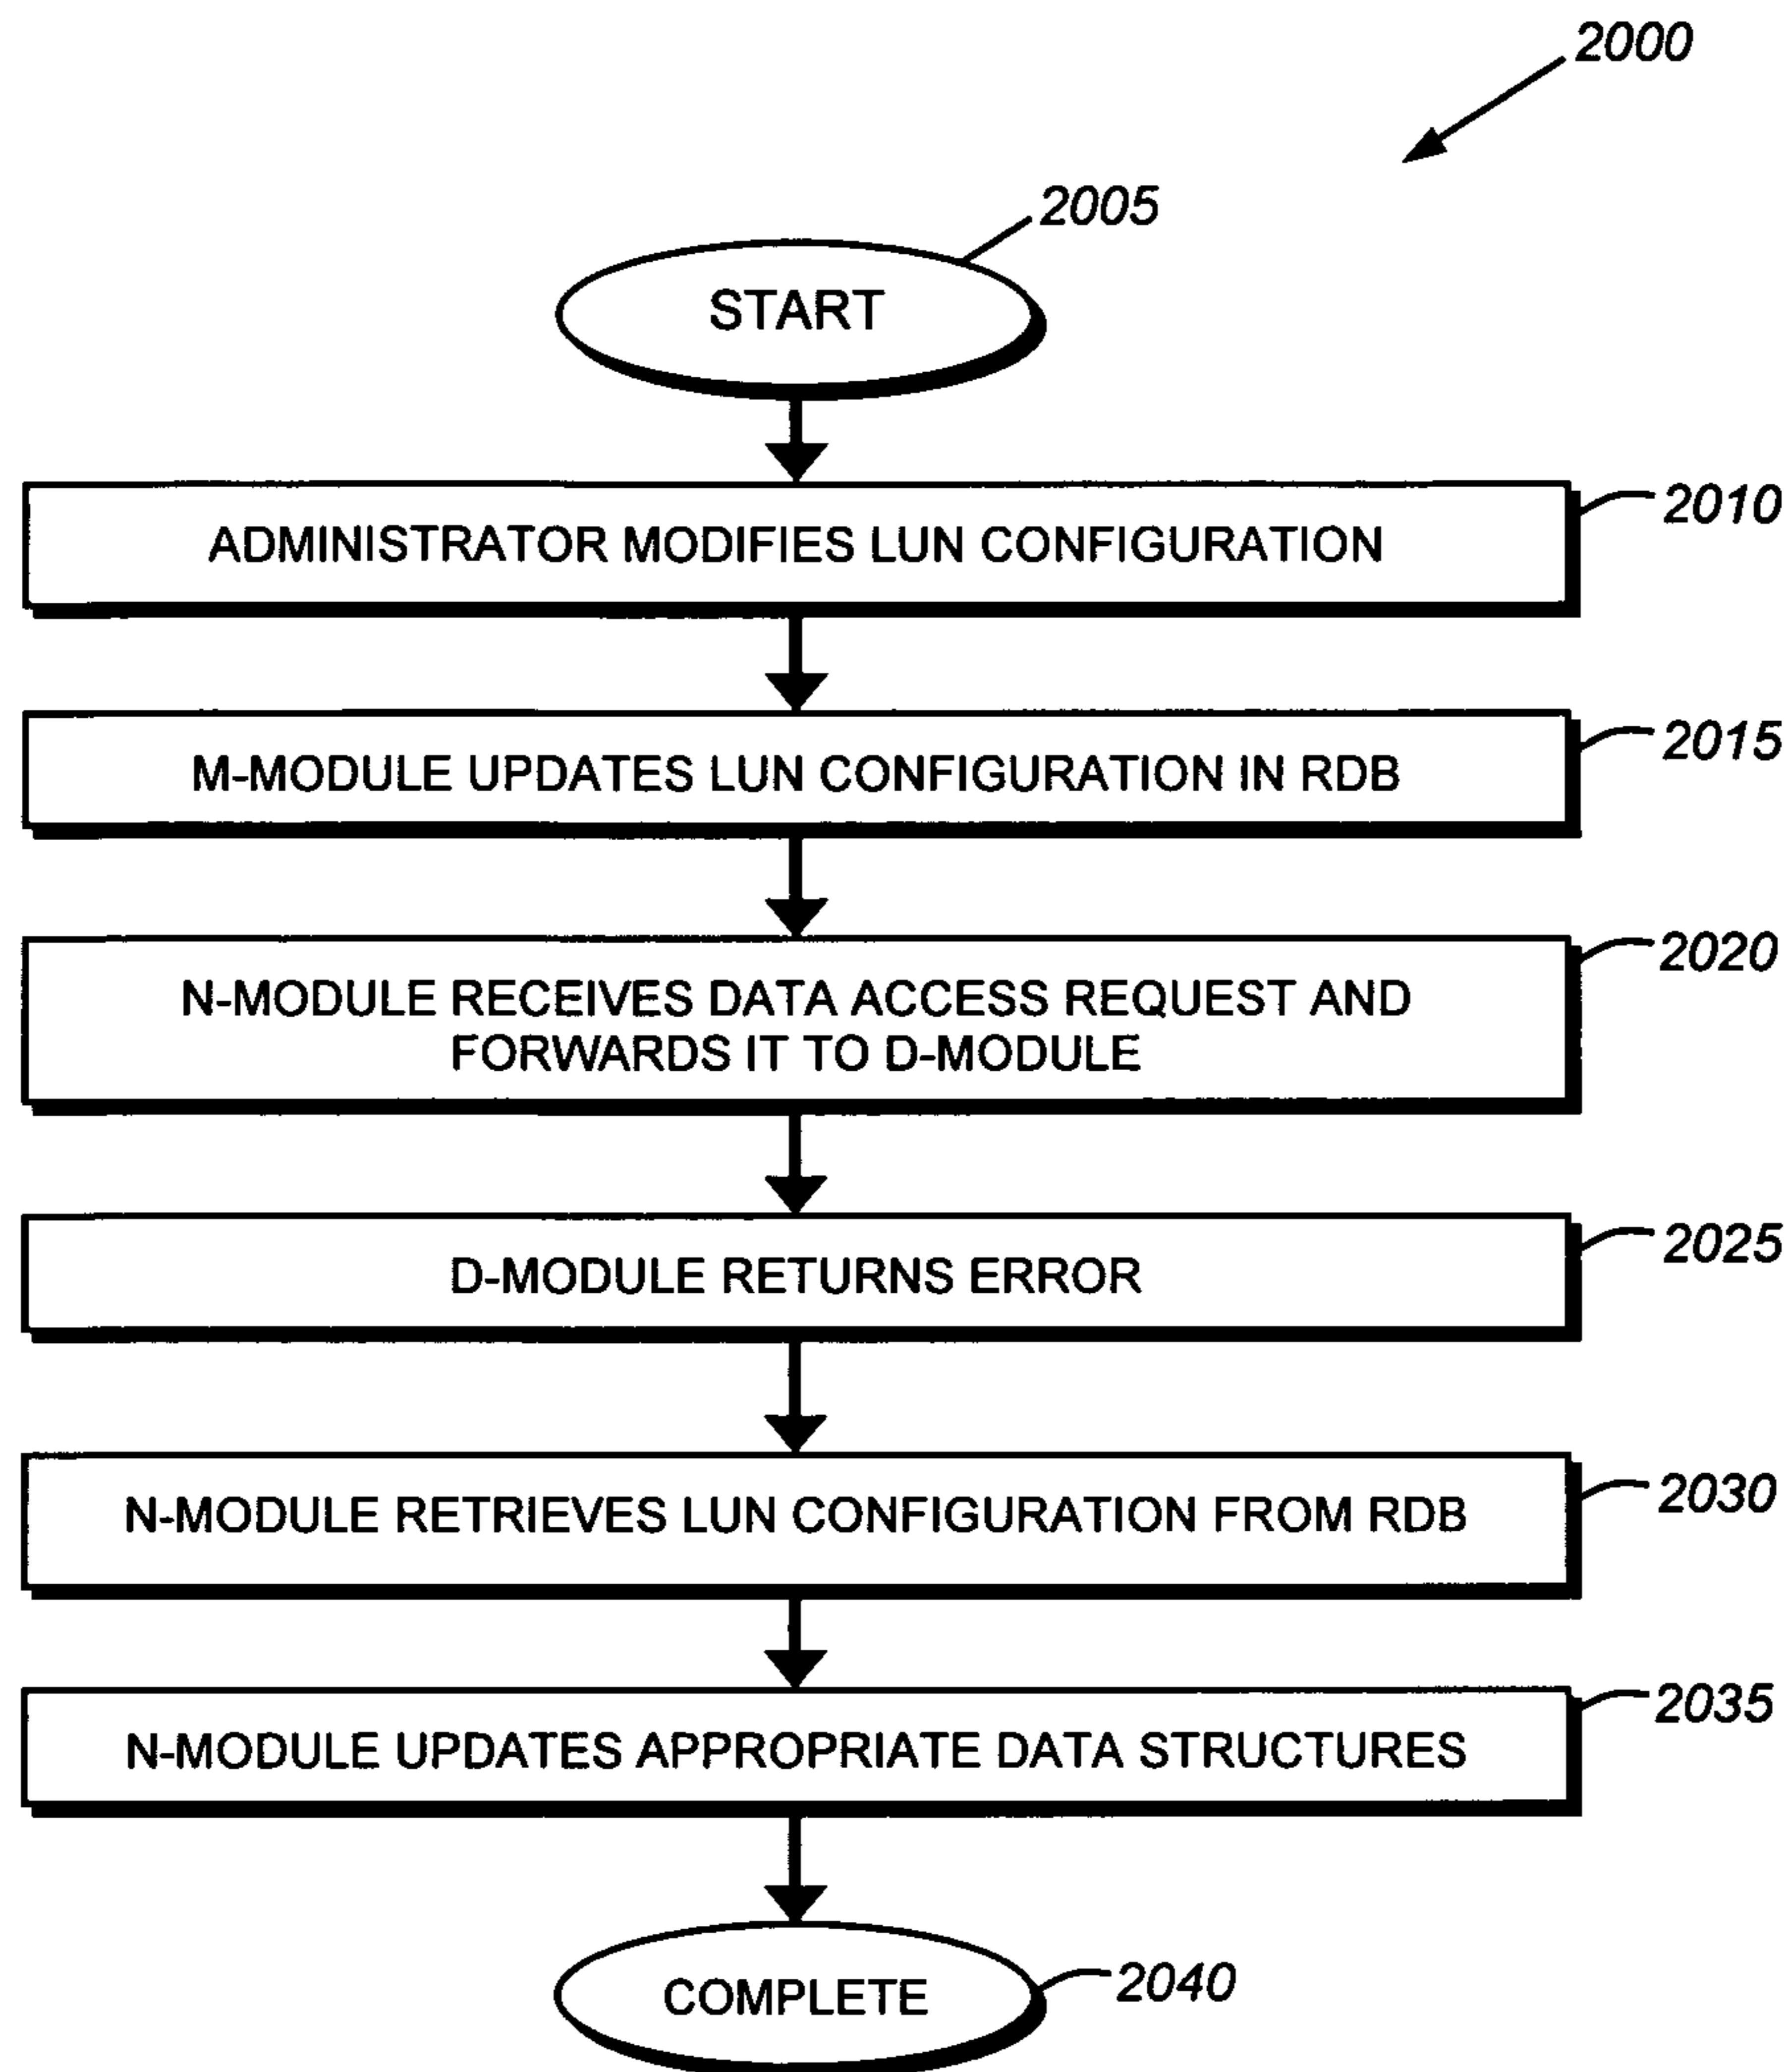 2000
2005
START
2010
ADMINISTRATOR MODIFIES LUN CONFIGURATION
2015
M-MODULE UPDATES LUN CONFIGURATION IN RDB
2020
N-MODULE RECEIVES DATA ACCESS REQUEST AND
FORWARDS IT TO D-MODULE
2025
D-MODULE RETURNS ERROR
2030
N-MODULE RETRIEVES LUN CONFIGURATION FROM RDB
2035
N-MODULE UPDATES APPROPRIATE DATA STRUCTURES
2040
COMPLETE